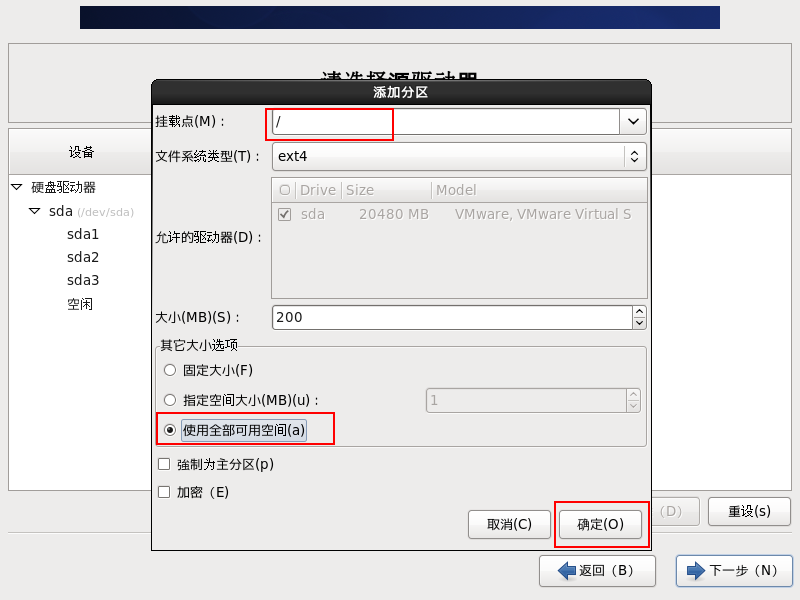 请选择源驱动器
添加分区
挂载点(M)：
/
文件系统类型(T)：
ext4
Drive Size Model
sda 20480 MB VMware, VMware Virtual S
允许的驱动器(D)：
大小(MB)(S)：
200
其它大小选项
固定大小(F)
指定空间大小(MB)(u)：
1
使用全部可用空间(a)
強制为主分区(p)
加密（E)
取消(C)
确定(O)
设备
硬盘驱动器
sda (/dev/sda)
sda1
sda2
sda3
空闲
（D）
重设(s)
返回（B）
下一步（N）